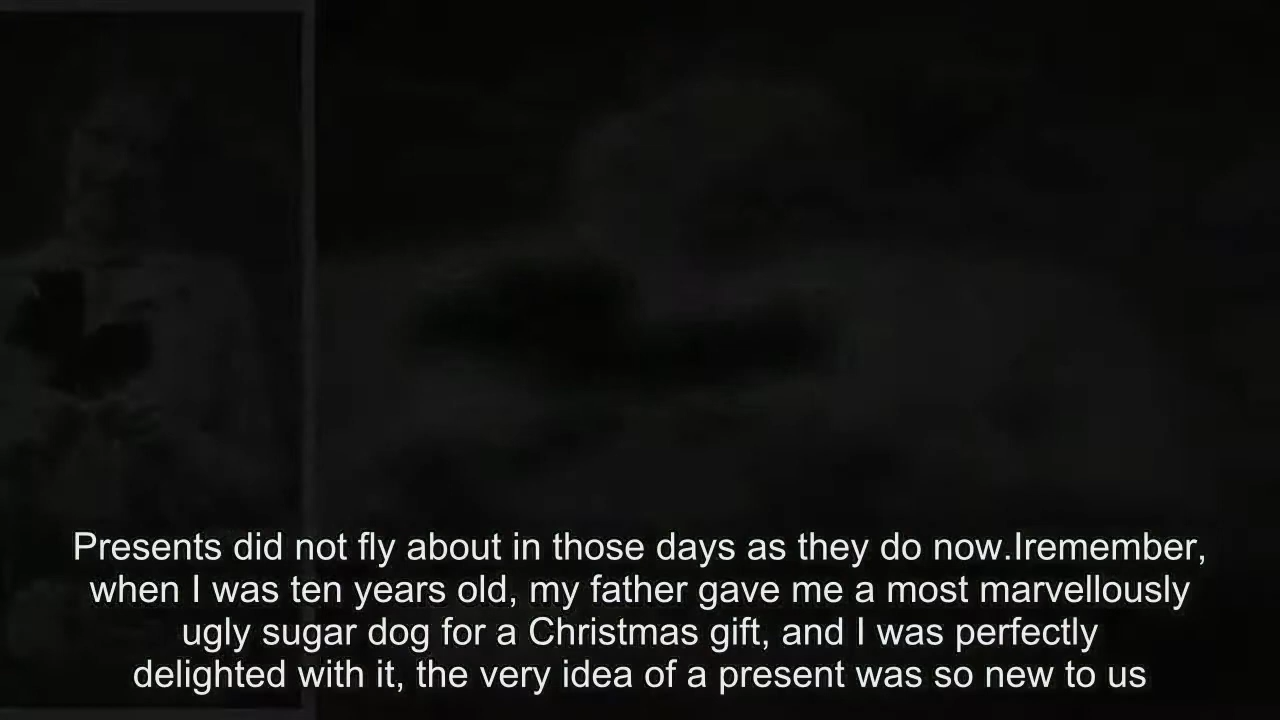 Presents did not fly about in those days as they do now.Iremember,
when I was ten years old, my father gave me a most marvellously
ugly sugar dog for a Christmas gift, and I was perfectly
delighted with it, the very idea of a present was so new to us